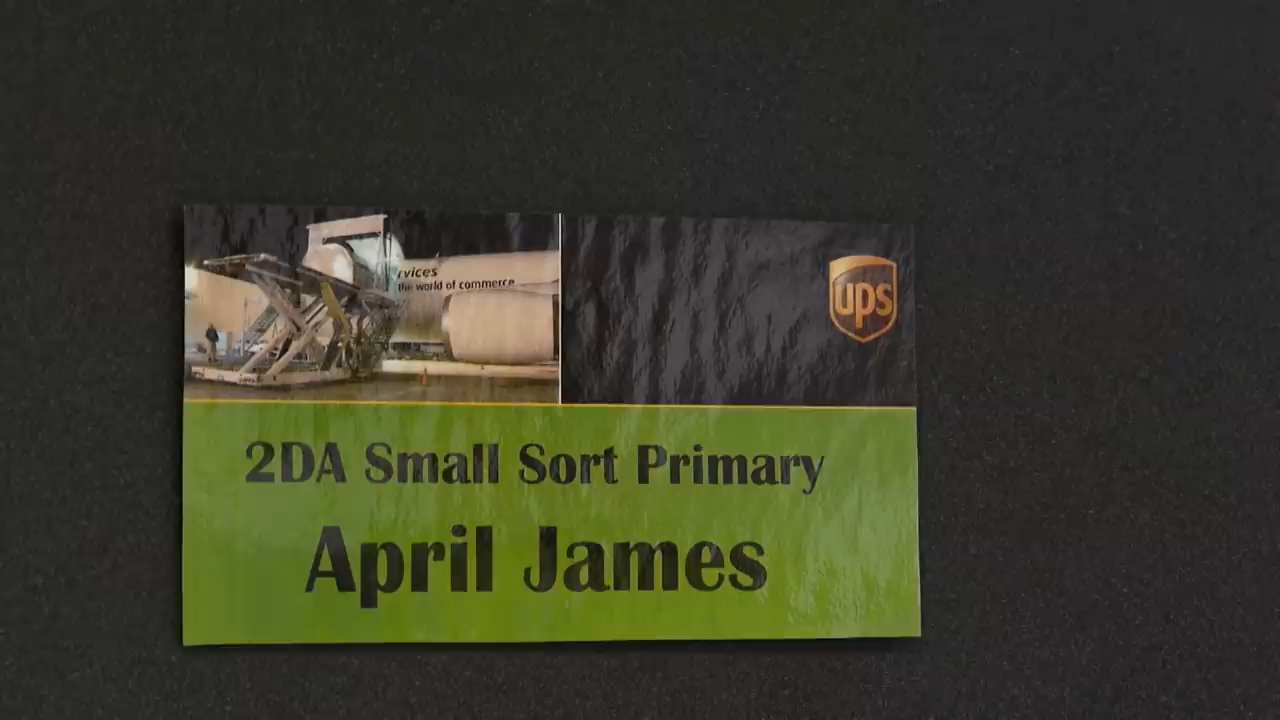 rvices
the world of commerce
ups
2DA Small Sort Primary
April James